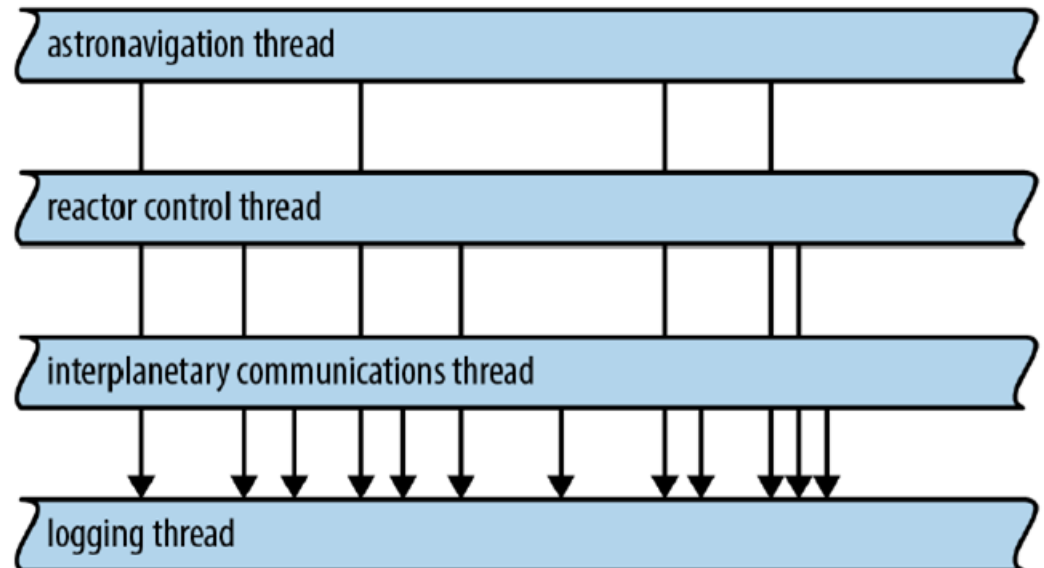 astronavigation thread
reactor control thread
interplanetary communications thread
logging thread